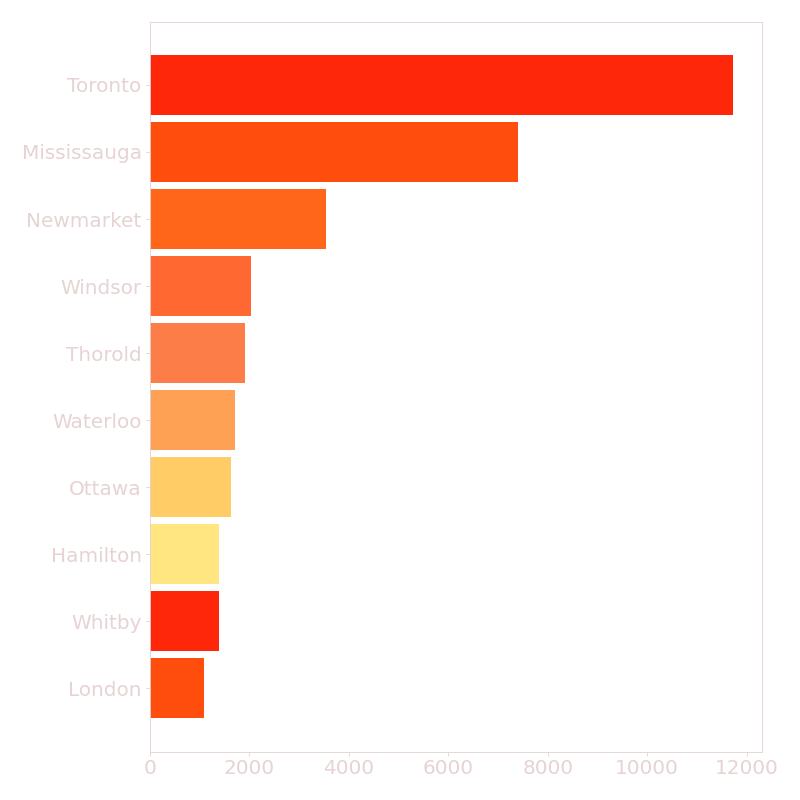 Toronto
Mississauga
Newmarket
Windsor
Thorold
Waterloo
Ottawa
Hamilton
Whitby
London
0 2000 4000 6000 8000 10000 12000